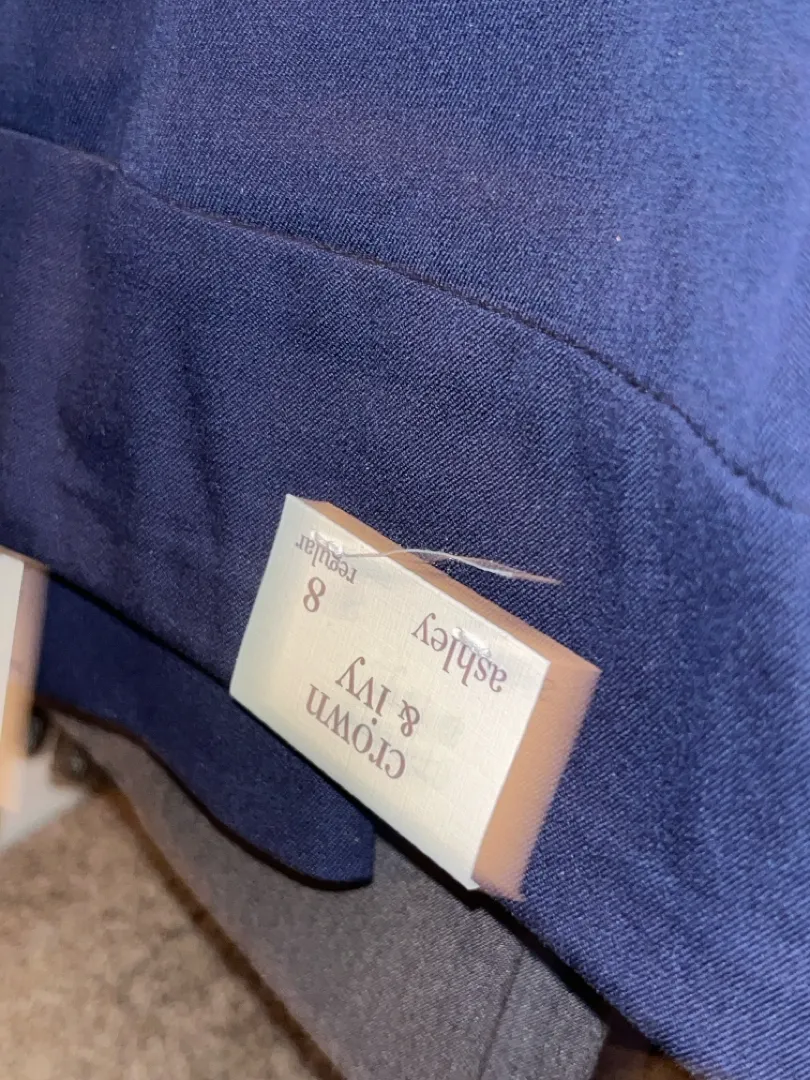 crown
& ivy
ashley
8
regular